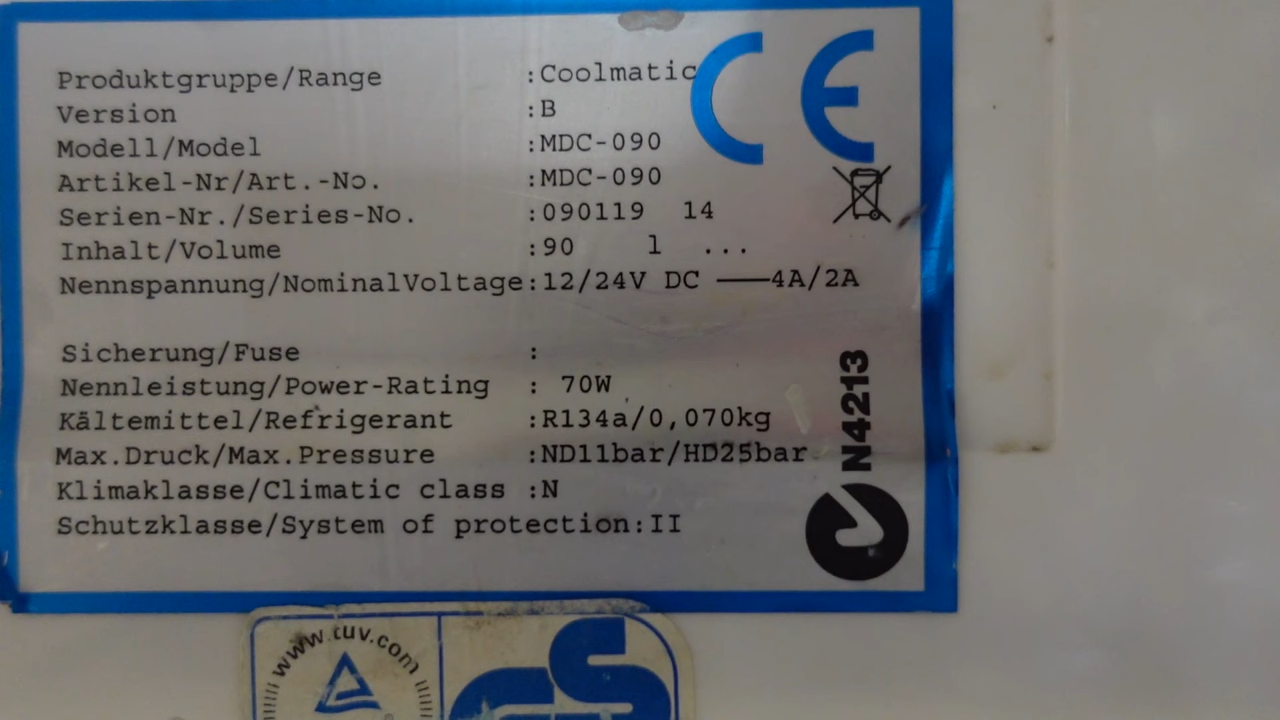 Produktgruppe/Range :Coolmatic
Version :B
Modell/Model :MDC-090
Artikel-Nr/Art.-No. :MDC-090
Serien-Nr./Series-No. :090119 14
Inhalt/Volume :90 l ...
Nennspannung/NominalVoltage:12/24V DC ——4A/2A
Sicherung/Fuse :
Nennleistung/Power-Rating : 70W
Kältemittel/Refrigerant :R134a/0,070kg
Max.Druck/Max.Pressure :ND11bar/HD25bar
Klimaklasse/Climatic class :N
Schutzklasse/System of protection:II
CE
N4213
www.tuv.com